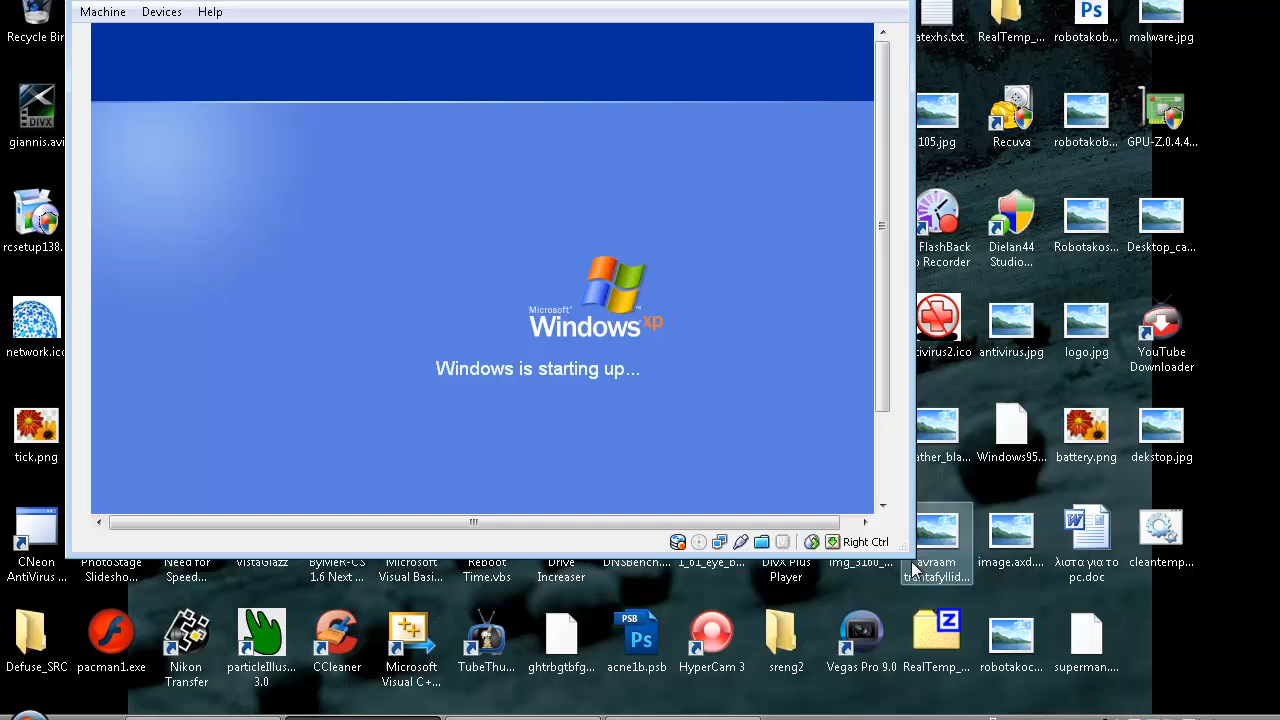 Machine Devices Help
Recycle Bin
giannis.avi
rcsetup138.
network.ico
tick.png
CNeon
AntiVirus ...
Defuse_SRC
Microsoft
Windows xp
Windows is starting up...
Right Ctrl
RealTemp_...
robotakob...
malware.jpg
105.jpg
Recuva
robotakob...
GPU-Z.0.4.4...
FlashBack
Recorder
Dielan44
Studio...
Robotakos...
Desktop_ca...
antivirus.jpg
logo.jpg
YouTube
Downloader
Windows95...
battery.png
dekstop.jpg
avraam
trantafyllid...
image.axd...
λιστα για το
pc.doc
cleantemp...
PhotoStage
Slidesho...
Need for
Speed...
VistaGlazz
ByMeR-CS
1.6 Next ...
Microsoft
Visual Basi...
Reboot
Time.vbs
Drive
Increaser
DNSBench...
1_61_eye_b...
DivX Plus
Player
img_3160_...
pacman1.exe
Nikon
Transfer
particleIllus...
3.0
CCleaner
Microsoft
Visual C+...
TubeThu...
ghtrbgtbfg...
acne1b.psb
HyperCam 3
sreng2
Vegas Pro 9.0
RealTemp_...
robotakoc...
superman....